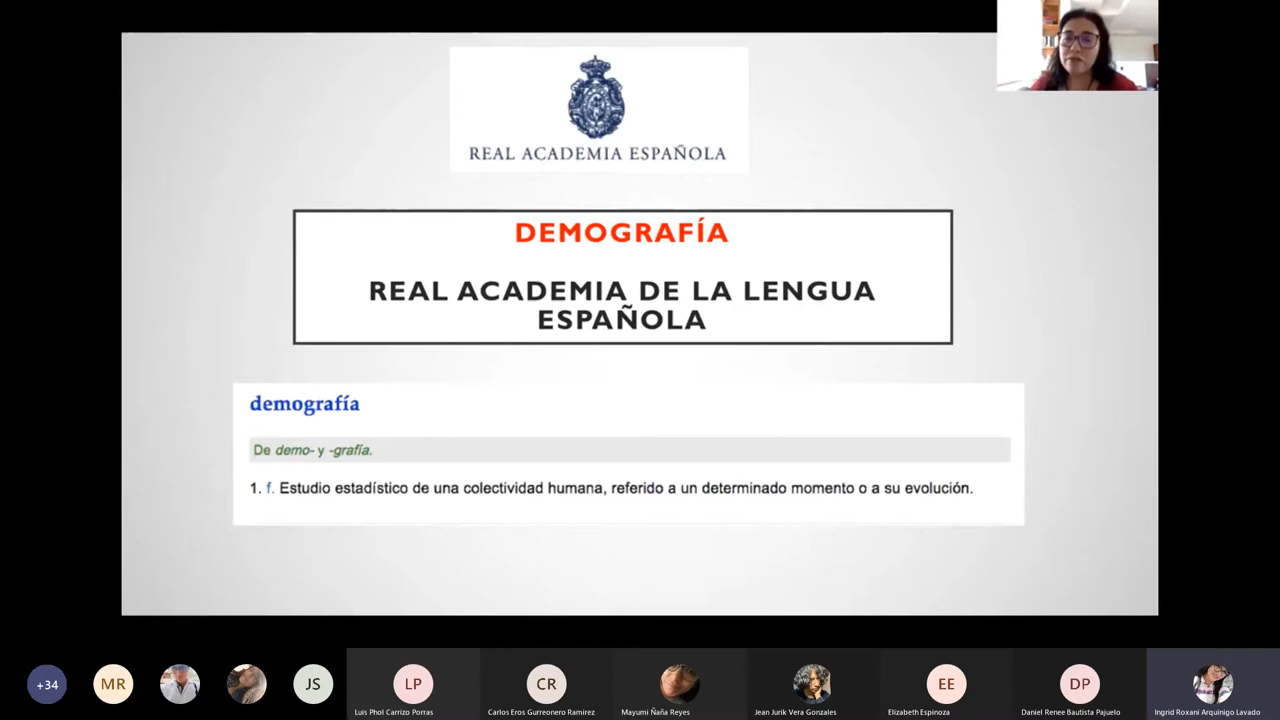 REAL ACADEMIA ESPAÑOLA
DEMOGRAFÍA
REAL ACADEMIA DE LA LENGUA
ESPAÑOLA
demografía
De demo- y -grafía.
1. f. Estudio estadístico de una colectividad humana, referido a un determinado momento o a su evolución.
+34
MR
JS
LP
CR
EE
DP
Luis Phol Carrizo Porras
Carlos Eros Gurreonero Ramirez
Mayumi Ñaña Reyes
Jean Jurik Vera Gonzales
Elizabeth Espinoza
Daniel Renee Bautista Pajuelo
Ingrid Roxani Arquinigo Lavado